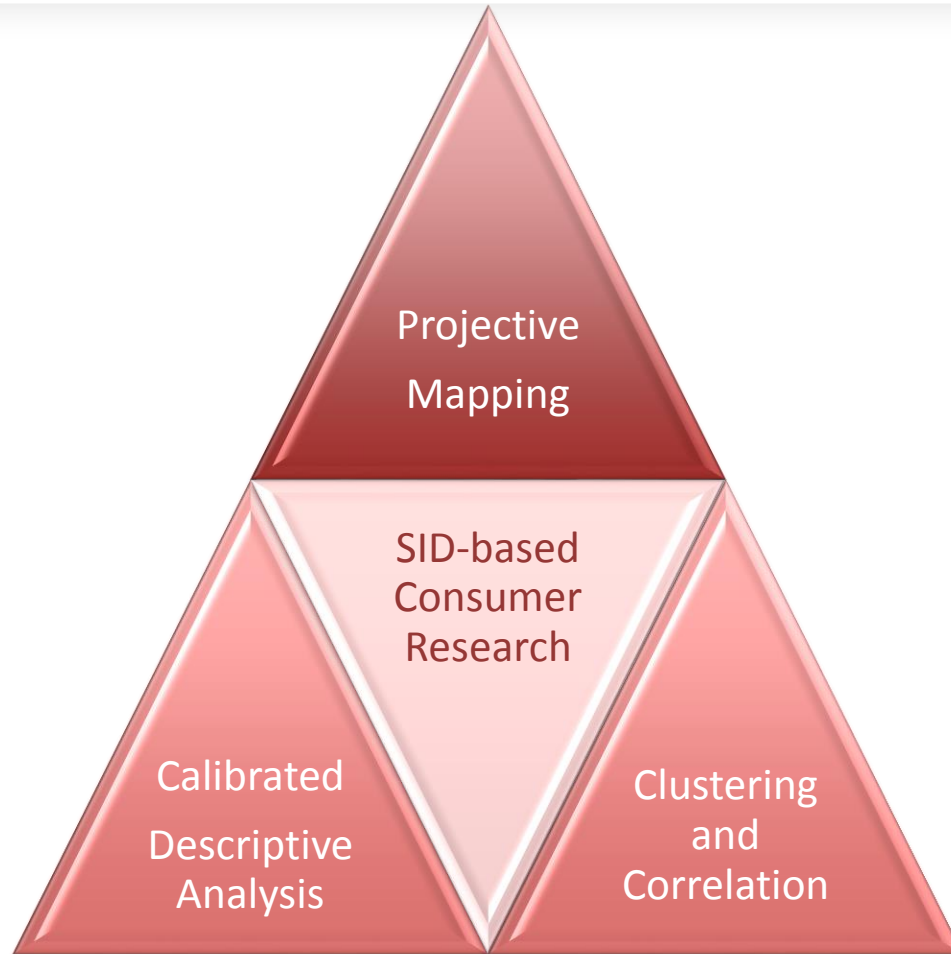 Projective
Mapping
SID-based
Consumer
Research
Calibrated
Descriptive
Analysis
Clustering
and
Correlation